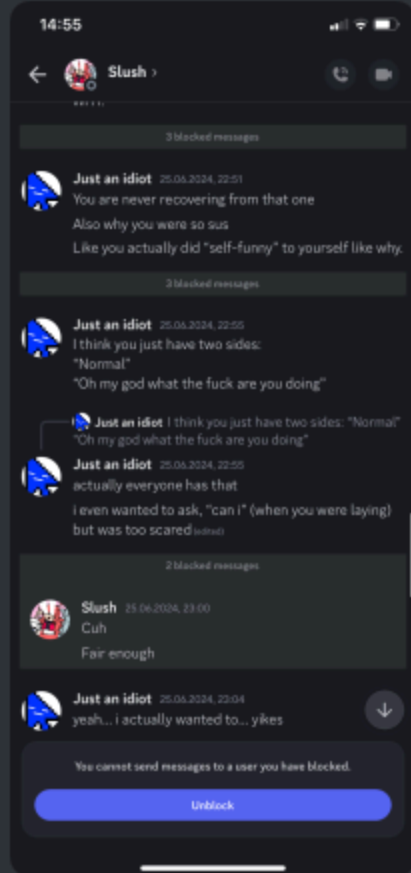 14:55
Slush
3 blocked messages
Just an idiot 25.06.2024, 22:51
You are never recovering from that one
Also why you were so sus
Like you actually did "self-funny" to yourself like why.
3 blocked messages
Just an idiot 25.06.2024, 22:55
I think you just have two sides:
"Normal"
"Oh my god what the fuck are you doing"
Just an idiot I think you just have two sides: "Normal"
"Oh my god what the fuck are you doing"
Just an idiot 25.06.2024, 22:55
actually everyone has that
i even wanted to ask, "can i" (when you were laying)
but was too scared (edited)
2 blocked messages
Slush 25.06.2024, 23:00
Cuh
Fair enough
Just an idiot 25.06.2024, 23:04
yeah... i actually wanted to... yikes
You cannot send messages to a user you have blocked.
Unblock